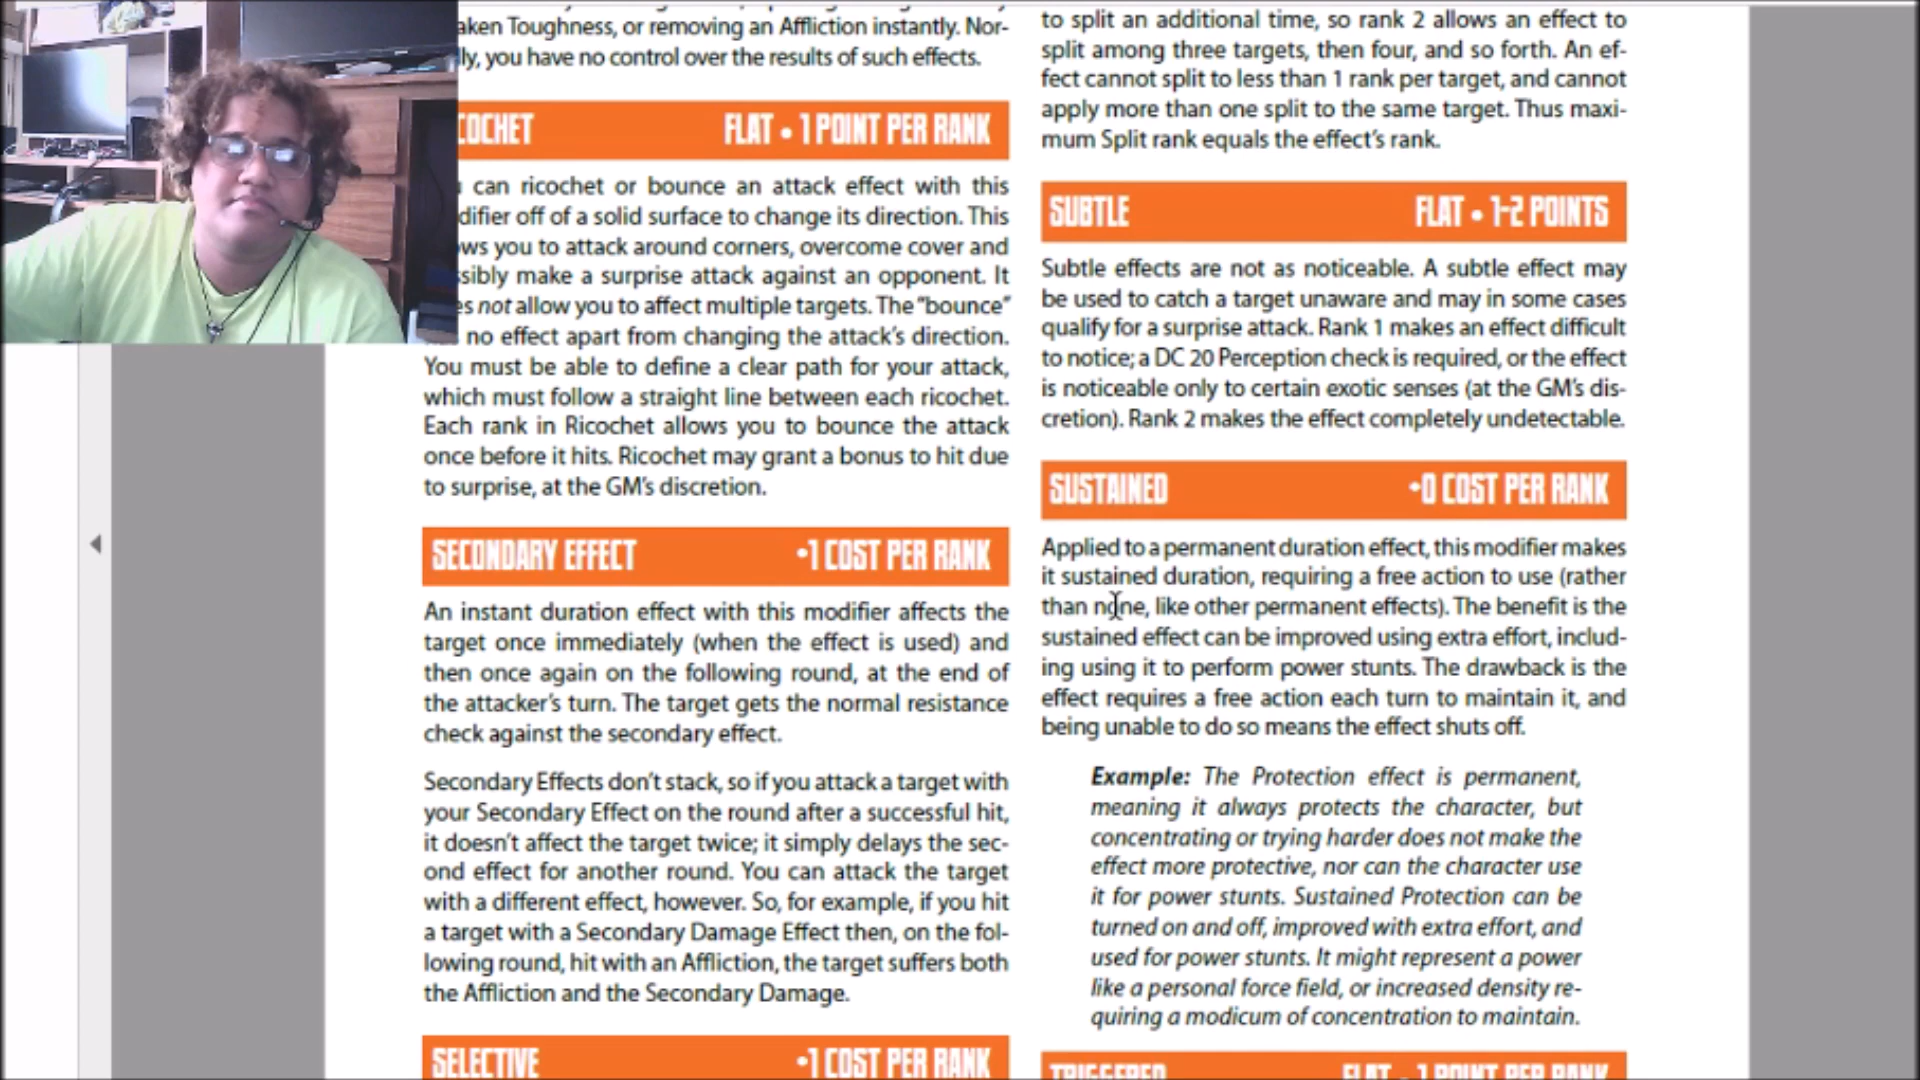 aken Toughness, or removing an Affliction instantly. Nor-
lly, you have no control over the results of such effects.
COCHET FLAT • 1 POINT PER RANK
can ricochet or bounce an attack effect with this
difier off of a solid surface to change its direction. This
ws you to attack around corners, overcome cover and
ssibly make a surprise attack against an opponent. It
es not allow you to affect multiple targets. The "bounce"
no effect apart from changing the attack's direction.
You must be able to define a clear path for your attack,
which must follow a straight line between each ricochet.
Each rank in Ricochet allows you to bounce the attack
once before it hits. Ricochet may grant a bonus to hit due
to surprise, at the GM's discretion.
SECONDARY EFFECT •1 COST PER RANK
An instant duration effect with this modifier affects the
target once immediately (when the effect is used) and
then once again on the following round, at the end of
the attacker's turn. The target gets the normal resistance
check against the secondary effect.
Secondary Effects don't stack, so if you attack a target with
your Secondary Effect on the round after a successful hit,
it doesn't affect the target twice; it simply delays the sec-
ond effect for another round. You can attack the target
with a different effect, however. So, for example, if you hit
a target with a Secondary Damage Effect then, on the fol-
lowing round, hit with an Affliction, the target suffers both
the Affliction and the Secondary Damage.
SELECTIVE •1 COST PER RANK
to split an additional time, so rank 2 allows an effect to
split among three targets, then four, and so forth. An ef-
fect cannot split to less than 1 rank per target, and cannot
apply more than one split to the same target. Thus maxi-
mum Split rank equals the effect's rank.
SUBTLE FLAT • 1-2 POINTS
Subtle effects are not as noticeable. A subtle effect may
be used to catch a target unaware and may in some cases
qualify for a surprise attack. Rank 1 makes an effect difficult
to notice; a DC 20 Perception check is required, or the effect
is noticeable only to certain exotic senses (at the GM's dis-
cretion). Rank 2 makes the effect completely undetectable.
SUSTAINED •0 COST PER RANK
Applied to a permanent duration effect, this modifier makes
it sustained duration, requiring a free action to use (rather
than none, like other permanent effects). The benefit is the
sustained effect can be improved using extra effort, includ-
ing using it to perform power stunts. The drawback is the
effect requires a free action each turn to maintain it, and
being unable to do so means the effect shuts off.
Example: The Protection effect is permanent,
meaning it always protects the character, but
concentrating or trying harder does not make the
effect more protective, nor can the character use
it for power stunts. Sustained Protection can be
turned on and off, improved with extra effort, and
used for power stunts. It might represent a power
like a personal force field, or increased density re-
quiring a modicum of concentration to maintain.
TRIGGERED FLAT • 1 POINT PER RANK